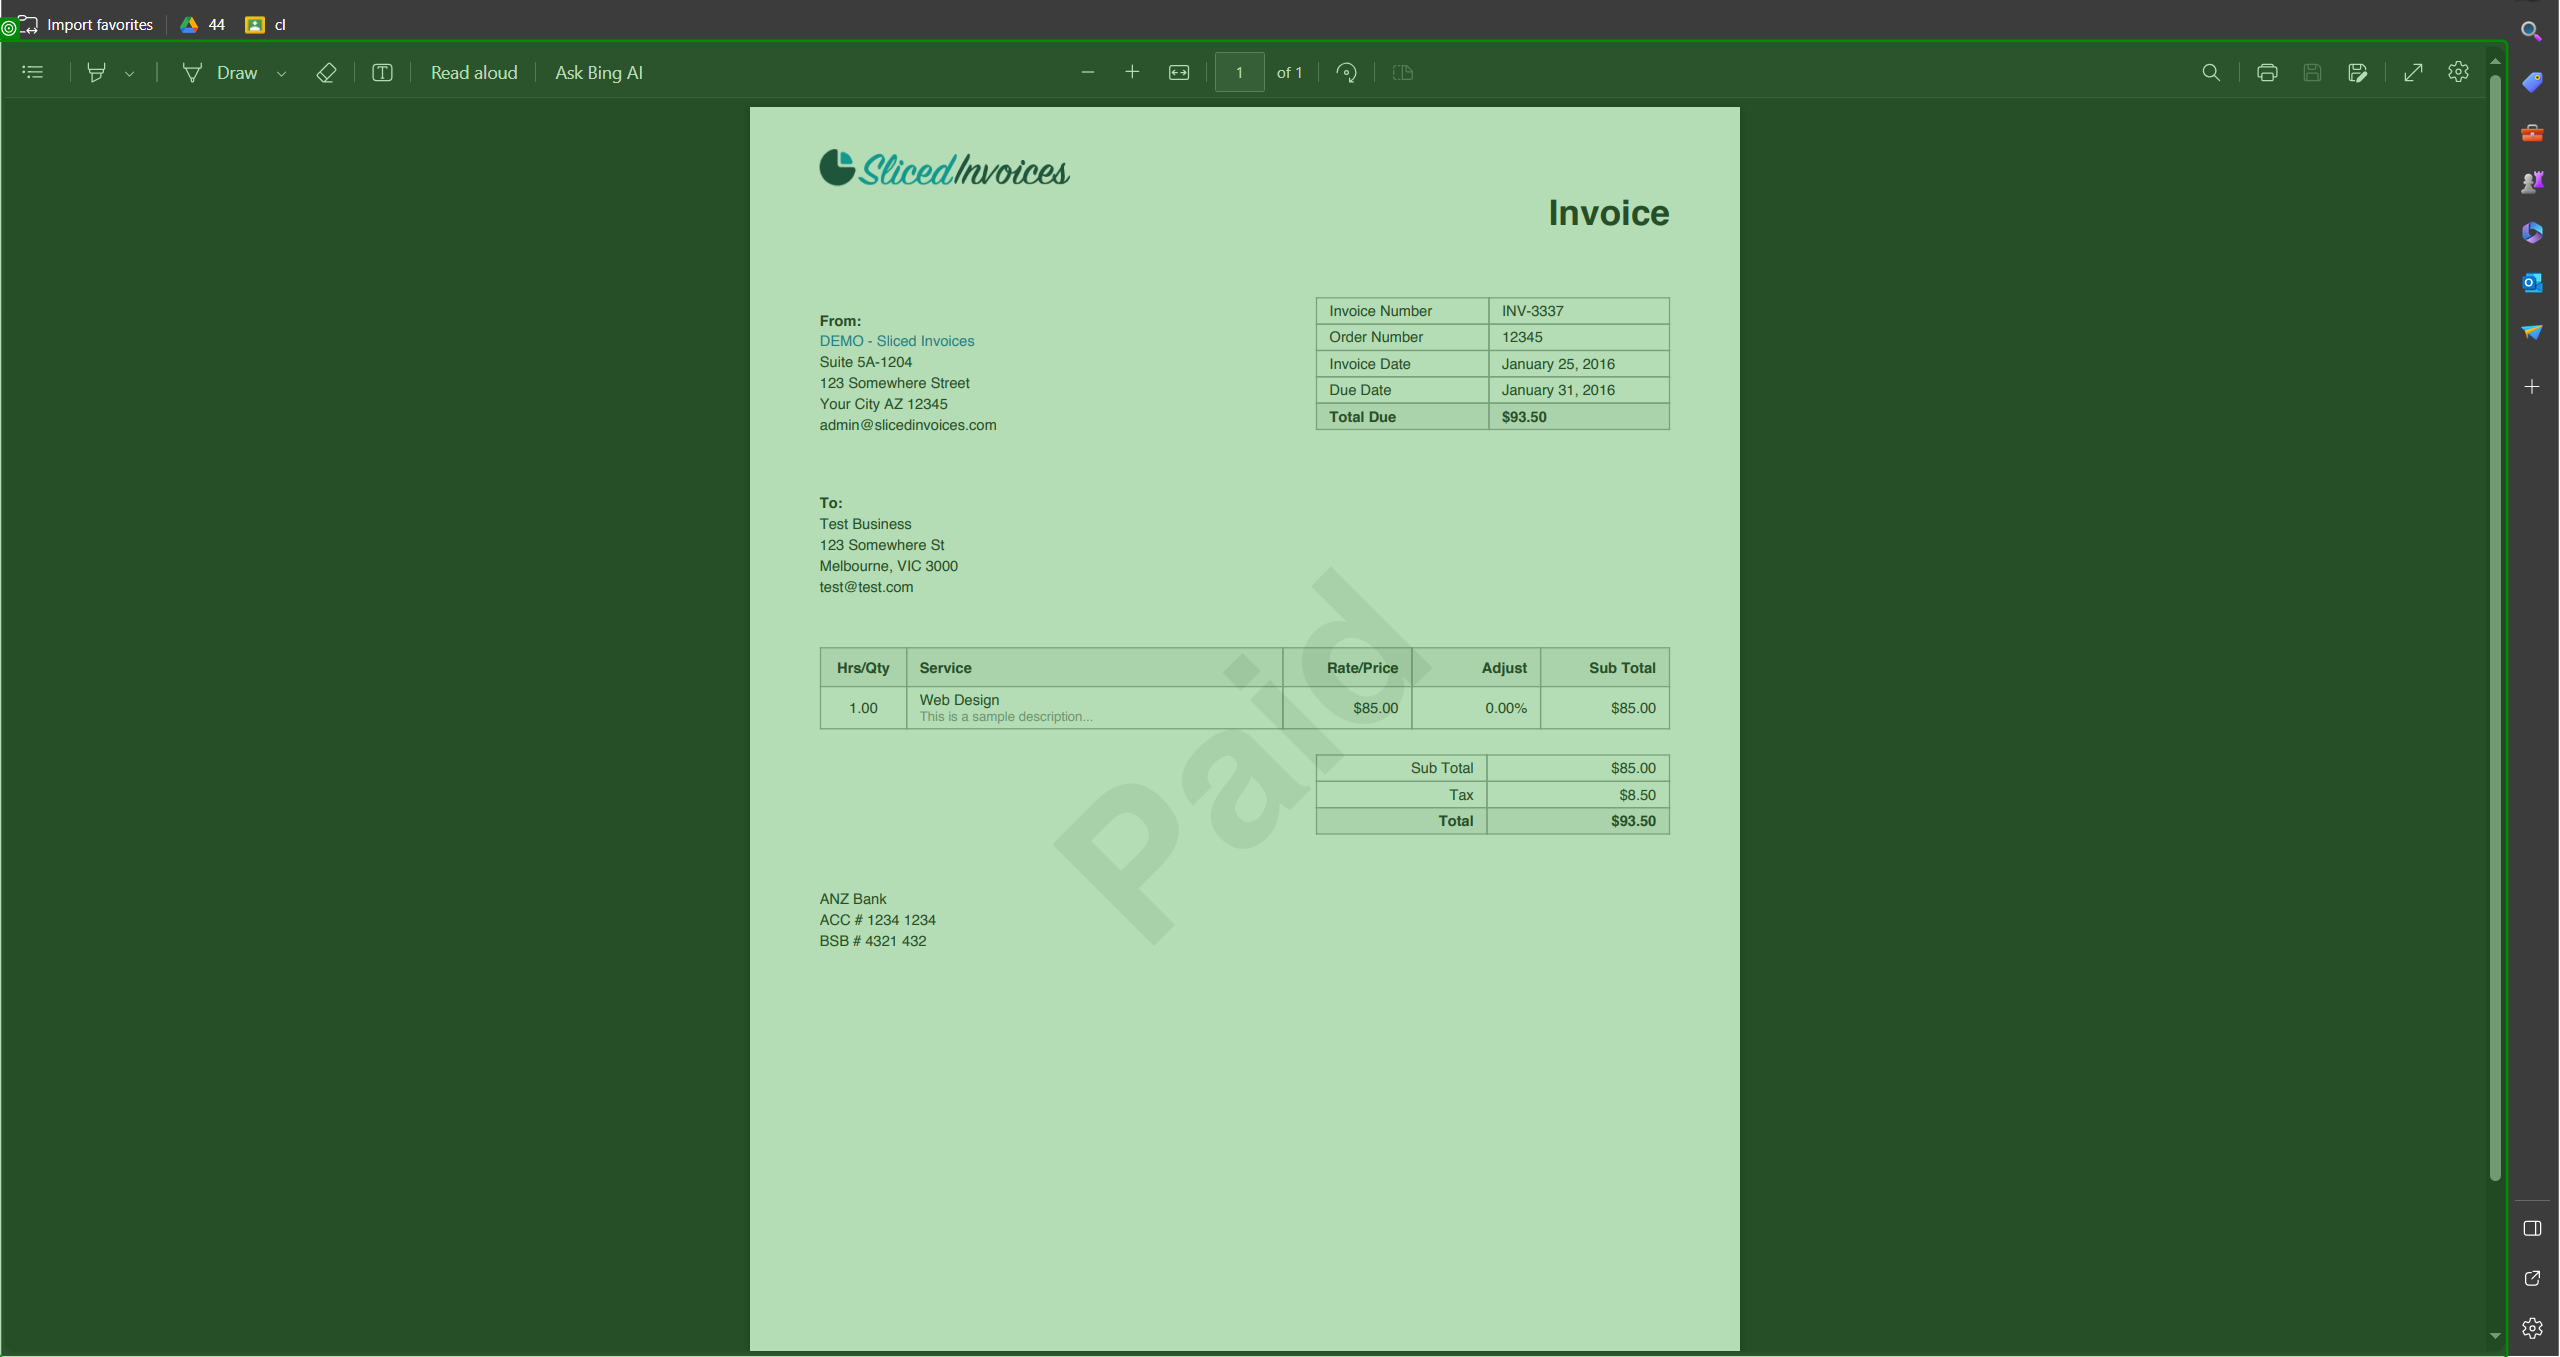 Import favorites 44 cl
Draw Read aloud Ask Bing AI 1 of 1
SlicedInvoices
Invoice
From:
DEMO - Sliced Invoices
Suite 5A-1204
123 Somewhere Street
Your City AZ 12345
admin@slicedinvoices.com
Invoice Number INV-3337
Order Number 12345
Invoice Date January 25, 2016
Due Date January 31, 2016
Total Due $93.50
To:
Test Business
123 Somewhere St
Melbourne, VIC 3000
test@test.com
Paid
Hrs/Qty Service Rate/Price Adjust Sub Total
1.00 Web Design $85.00 0.00% $85.00
This is a sample description...
Sub Total $85.00
Tax $8.50
Total $93.50
ANZ Bank
ACC # 1234 1234
BSB # 4321 432